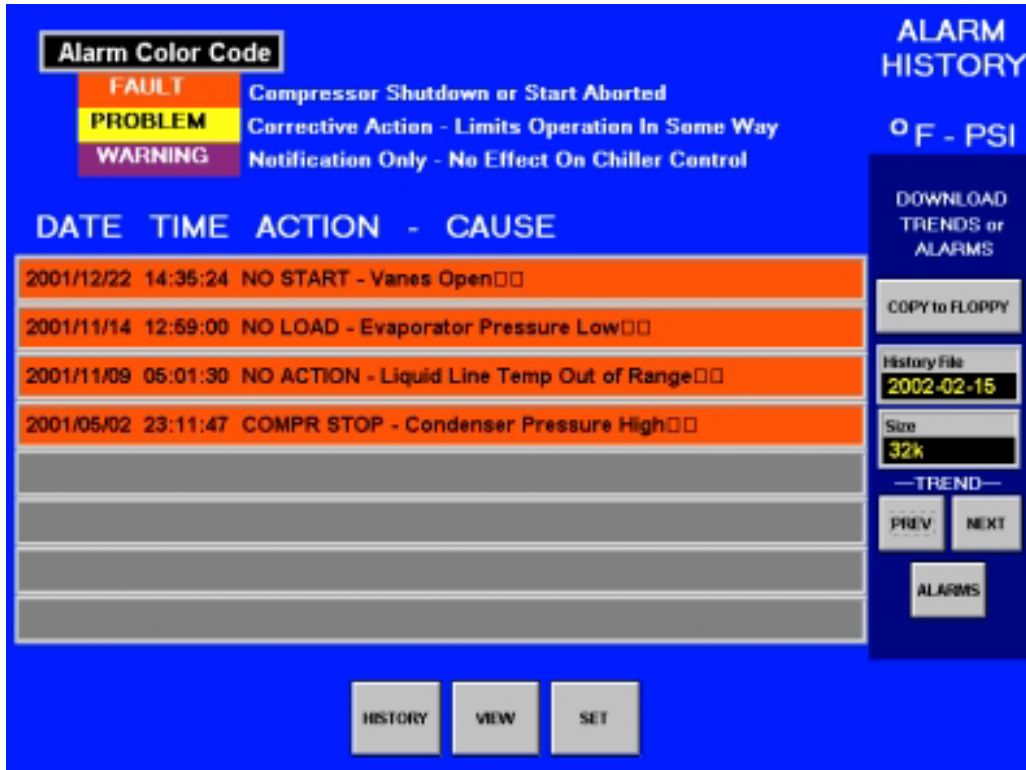 Alarm Color Code
FAULT Compressor Shutdown or Start Aborted
PROBLEM Corrective Action - Limits Operation In Some Way
WARNING Notification Only - No Effect On Chiller Control
DATE TIME ACTION - CAUSE
2001/12/22 14:35:24 NO START - Vanes Open□□
2001/11/14 12:59:00 NO LOAD - Evaporator Pressure Low□□
2001/11/09 05:01:30 NO ACTION - Liquid Line Temp Out of Range□□
2001/05/02 23:11:47 COMPR STOP - Condenser Pressure High□□
HISTORY VIEW SET
ALARM
HISTORY
°F - PSI
DOWNLOAD
TRENDS or
ALARMS
COPY to FLOPPY
History File
2002-02-15
Size
32k
—TREND—
PREV NEXT
ALARMS